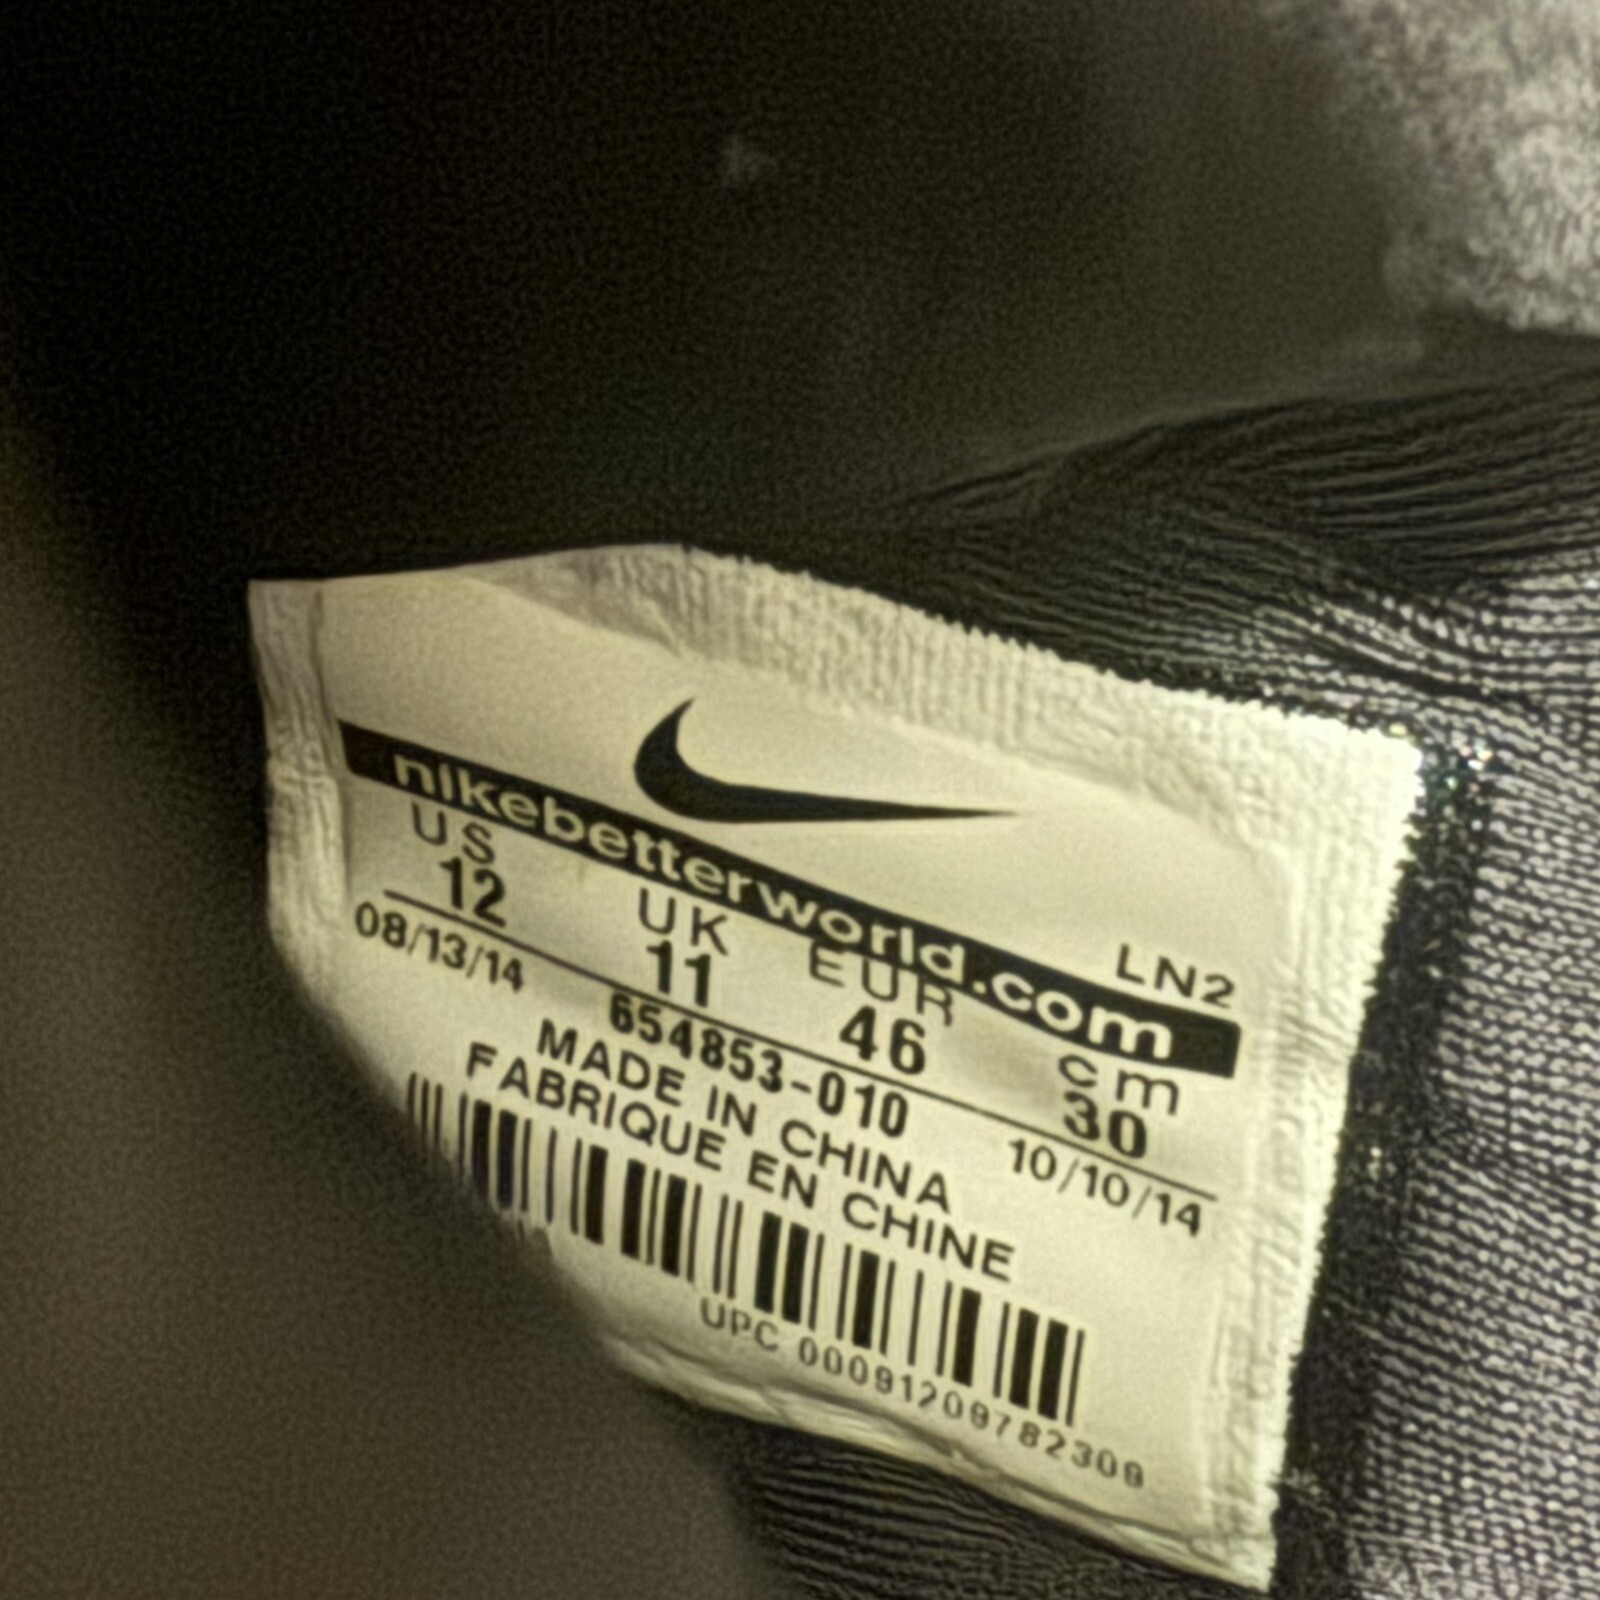 nikebetterworld.com
LN2
US UK EUR cm
12 11 46 30
08/13/14 654853-010 10/10/14
MADE IN CHINA
FABRIQUE EN CHINE
UPC 00091209782309